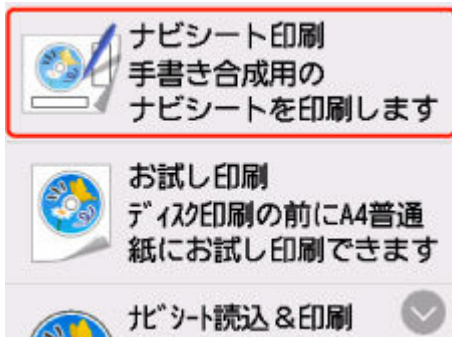 ナビシート印刷
手書き合成用の
ナビシートを印刷します
お試し印刷
ディスク印刷の前にA4普通
紙にお試し印刷できます
ナビシート読込&印刷